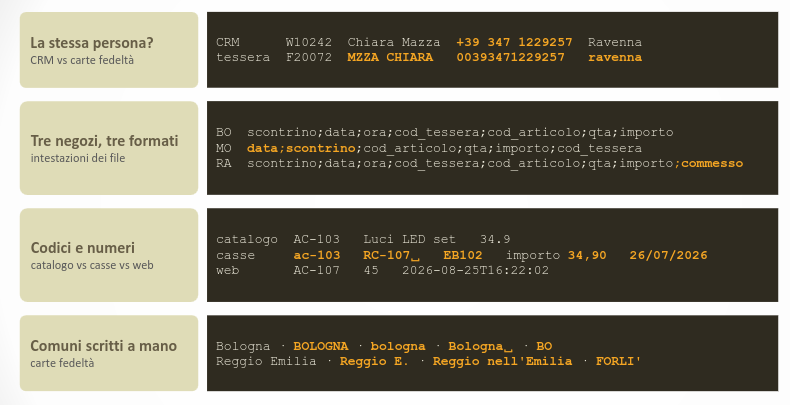 La stessa persona?
CRM vs carte fedeltà
CRM W10242 Chiara Mazza +39 347 1229257 Ravenna
tessera F20072 MZZA CHIARA 00393471229257 ravenna
Tre negozi, tre formati
intestazioni dei file
BO scontrino;data;ora;cod_tessera;cod_articolo;qta;importo
MO data;scontrino;cod_articolo;qta;importo;cod_tessera
RA scontrino;data;ora;cod_tessera;cod_articolo;qta;importo;commesso
Codici e numeri
catalogo vs casse vs web
catalogo AC-103 Luci LED set 34.9
casse ac-103 RC-107␣ EB102 importo 34,90 26/07/2026
web AC-107 45 2026-08-25T16:22:02
Comuni scritti a mano
carte fedeltà
Bologna · BOLOGNA · bologna · Bologna␣ · BO
Reggio Emilia · Reggio E. · Reggio nell'Emilia · FORLI'